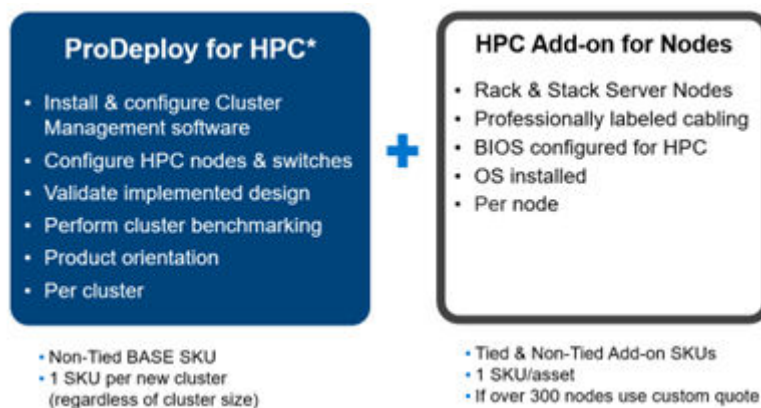 ProDeploy for HPC*
• Install & configure Cluster
Management software
• Configure HPC nodes & switches
• Validate implemented design
• Perform cluster benchmarking
• Product orientation
• Per cluster
• Non-Tied BASE SKU
• 1 SKU per new cluster
(regardless of cluster size)
HPC Add-on for Nodes
• Rack & Stack Server Nodes
• Professionally labeled cabling
• BIOS configured for HPC
• OS installed
• Per node
• Tied & Non-Tied Add-on SKUs
• 1 SKU/asset
• If over 300 nodes use custom quote